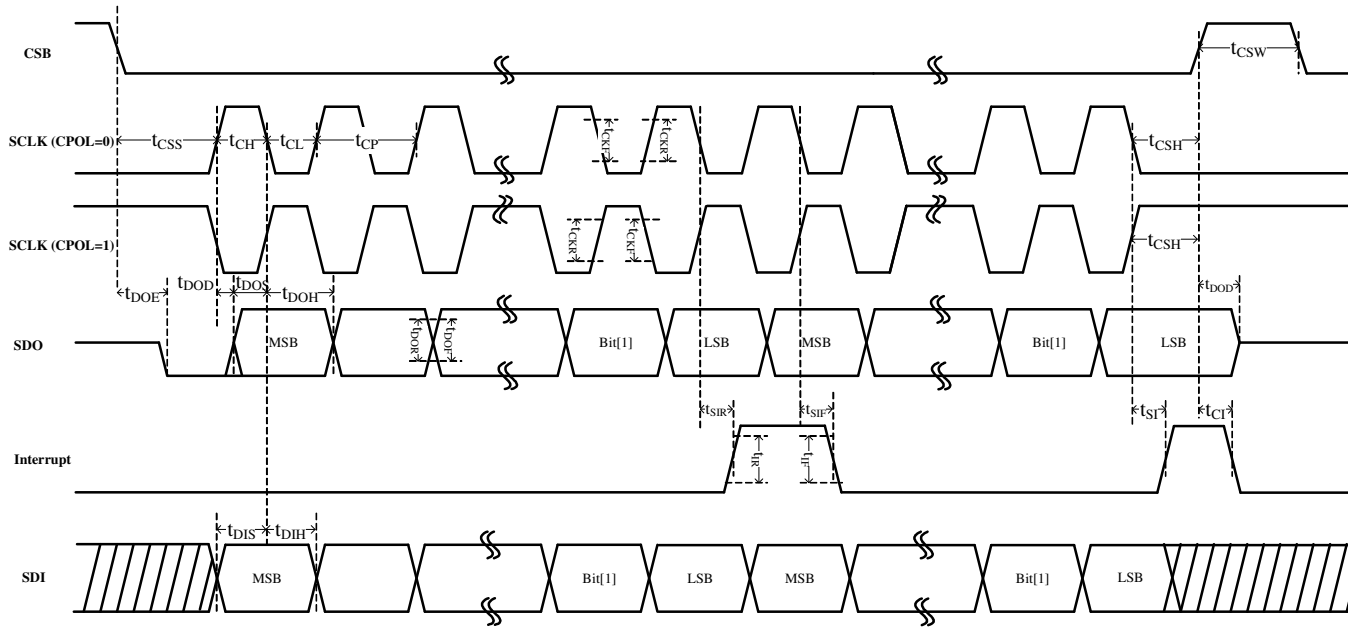 CSB
tCSW
SCLK (CPOL=0)
tCSS
tCH
tCL
tCP
tCKF
tCKR
tCSH
SCLK (CPOL=1)
tCKR
tCKF
tCSH
tDOE
tDOD
tDOS
tDOH
tDOD
SDO
MSB
tDOR
tDOF
Bit[1]
LSB
MSB
Bit[1]
LSB
tSIR
tSIF
tSI
tCI
Interrupt
tIR
tIF
tDIS
tDIH
SDI
MSB
Bit[1]
LSB
MSB
Bit[1]
LSB